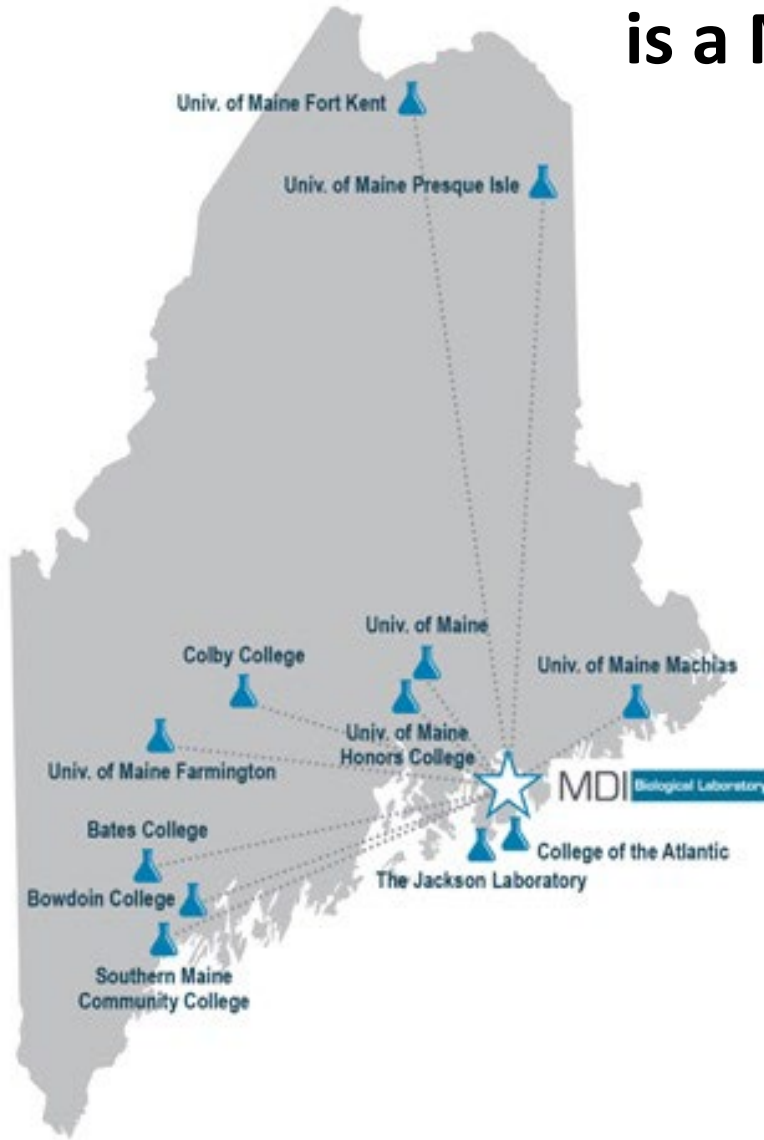 is a
Univ. of Maine Fort Kent
Univ. of Maine Presque Isle
Univ. of Maine
Colby College
Univ. of Maine Machias
Univ. of Maine
Honors College
Univ. of Maine Farmington
MDI Biological Laboratory
Bates College
College of the Atlantic
The Jackson Laboratory
Bowdoin College
Southern Maine
Community College